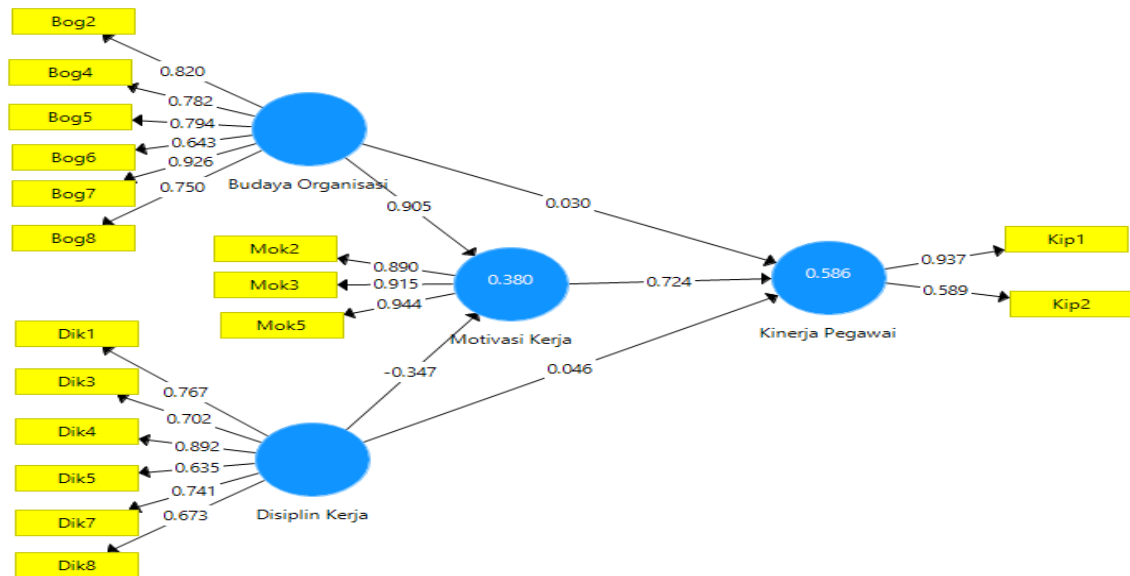 Bog2
0.820
Bog4
0.782
Bog5
0.794
0.643
Bog6
0.926
Bog7
0.750
Bog8
Budaya Organisasi
0.905
0.030
Mok2
0.890
Mok3
0.915
Mok5
0.944
0.380
Motivasi Kerja
0.724
0.586
Kinerja Pegawai
Kip1
0.937
0.589
Kip2
-0.347
0.046
Dik1
0.767
Dik3
0.702
Dik4
0.892
0.635
Dik5
0.741
Dik7
0.673
Dik8
Disiplin Kerja